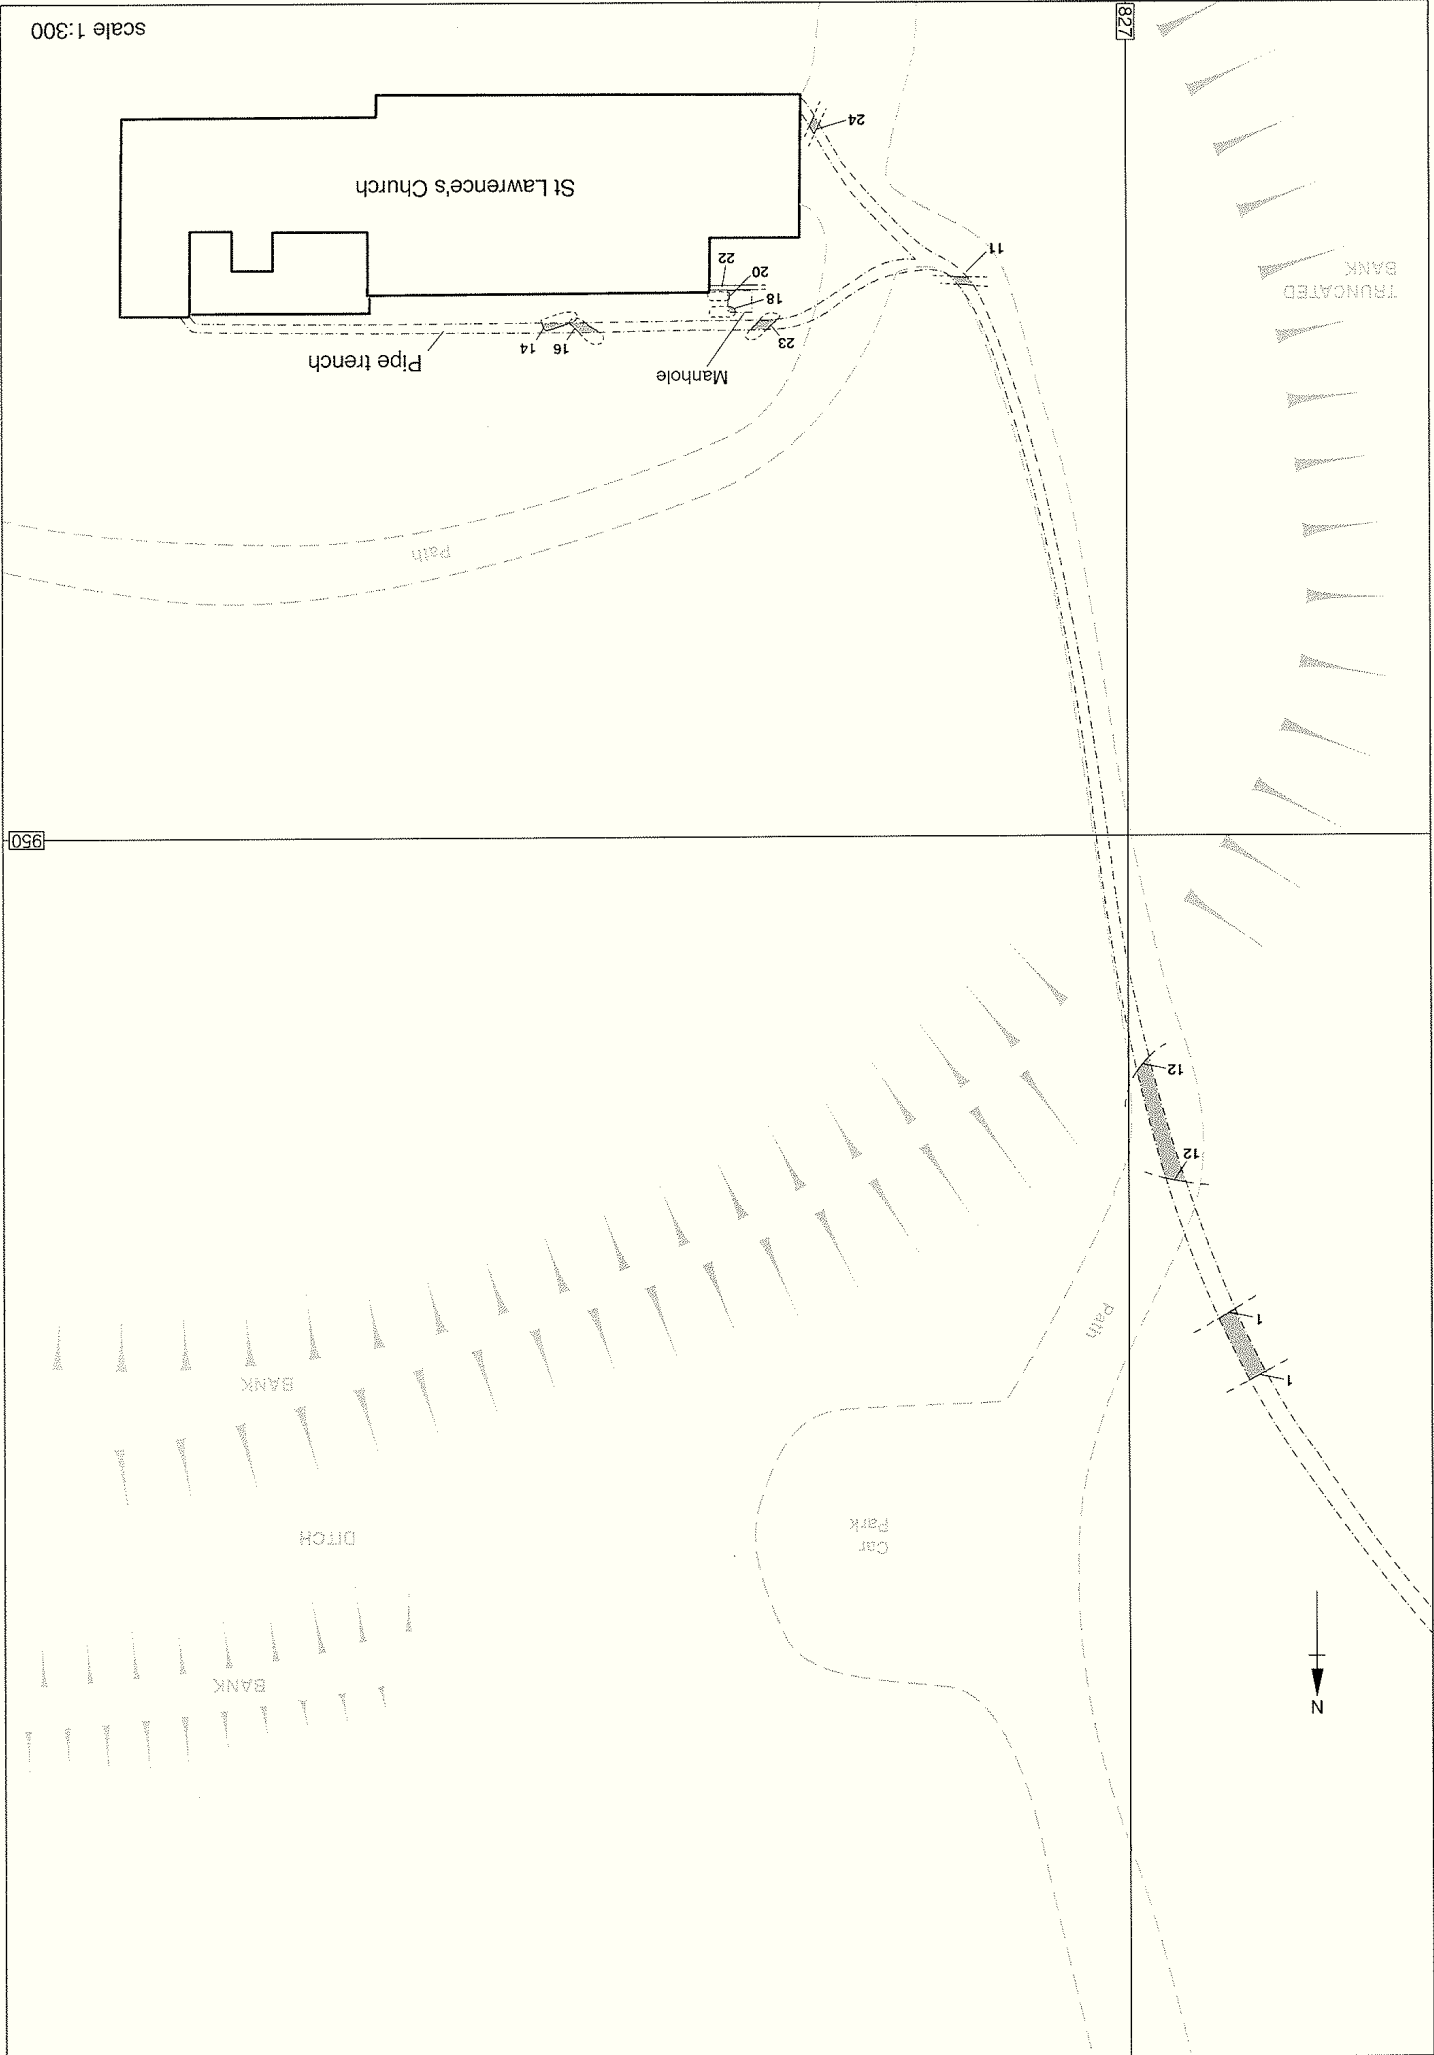 N
BANK
Car
Park
DITCH
BANK
1
Path
1
12
12
950
Path
Manhole
Pipe trench
23
16
14
TRUNCATED
BANK
18
20
22
11
St Lawrence's Church
24
827
scale 1:300